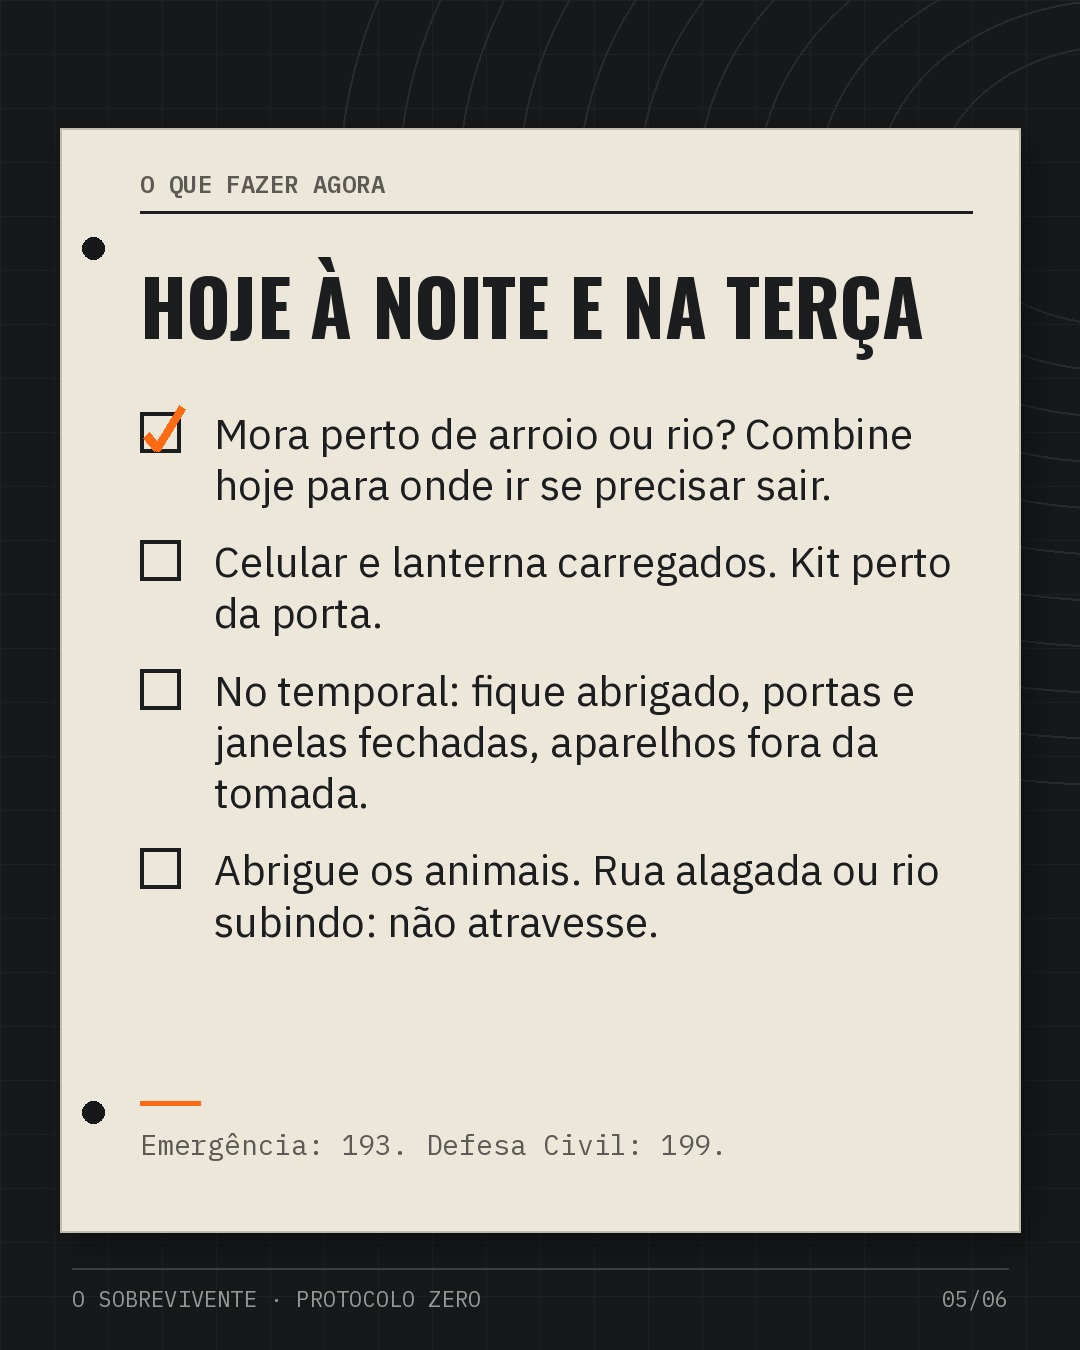 O QUE FAZER AGORA
HOJE À NOITE E NA TERÇA
Mora perto de arroio ou rio? Combine
hoje para onde ir se precisar sair.
Celular e lanterna carregados. Kit perto
da porta.
No temporal: fique abrigado, portas e
janelas fechadas, aparelhos fora da
tomada.
Abrigue os animais. Rua alagada ou rio
subindo: não atravesse.
Emergência: 193. Defesa Civil: 199.
O SOBREVIVENTE · PROTOCOLO ZERO
05/06